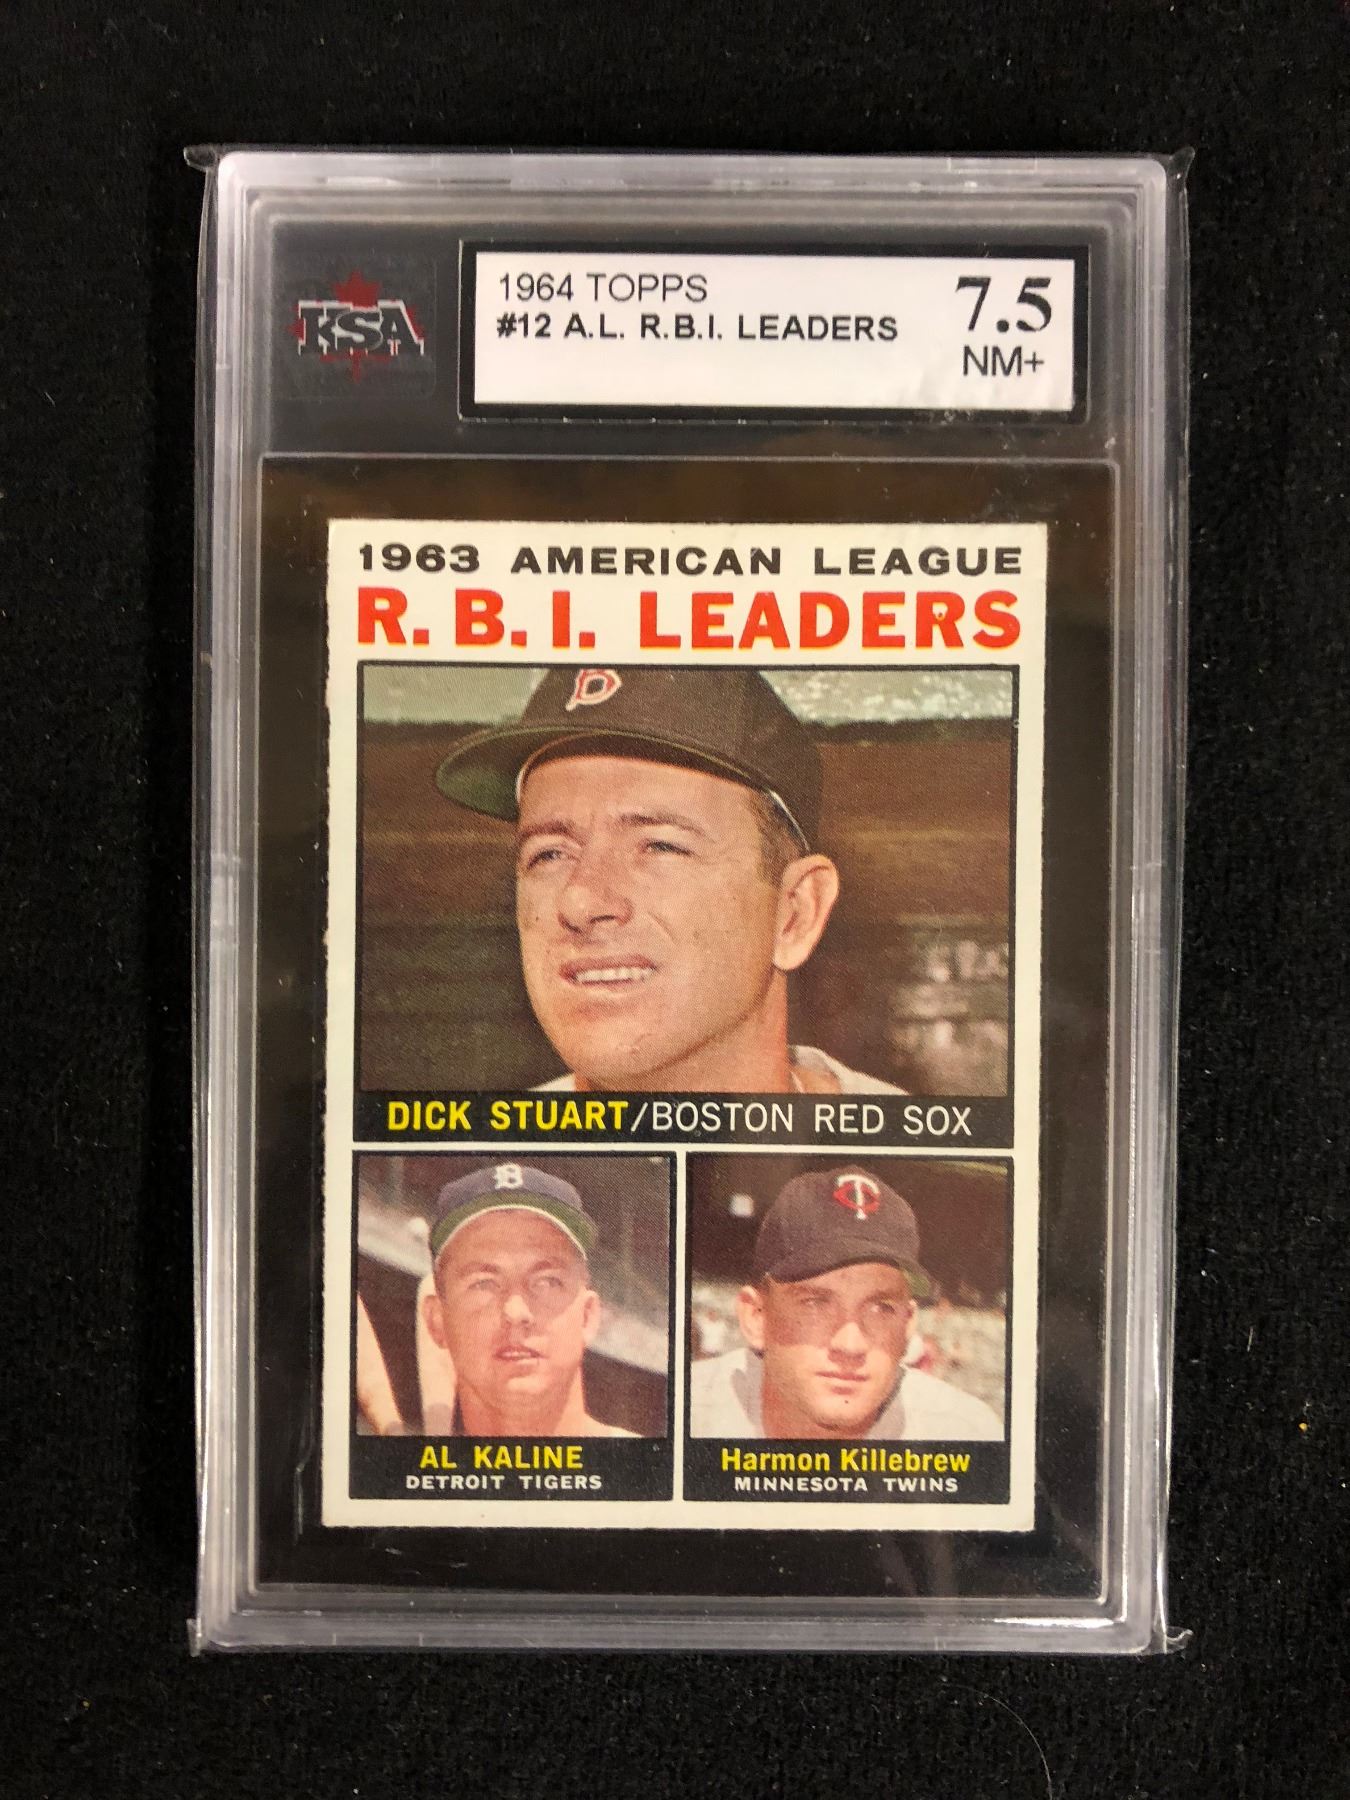 KSA
1964 TOPPS
#12 A.L. R.B.I. LEADERS
7.5
NM+
1963 AMERICAN LEAGUE
R.B.I. LEADERS
B
DICK STUART/BOSTON RED SOX
B
TC
AL KALINE
DETROIT TIGERS
Harmon Killebrew
MINNESOTA TWINS